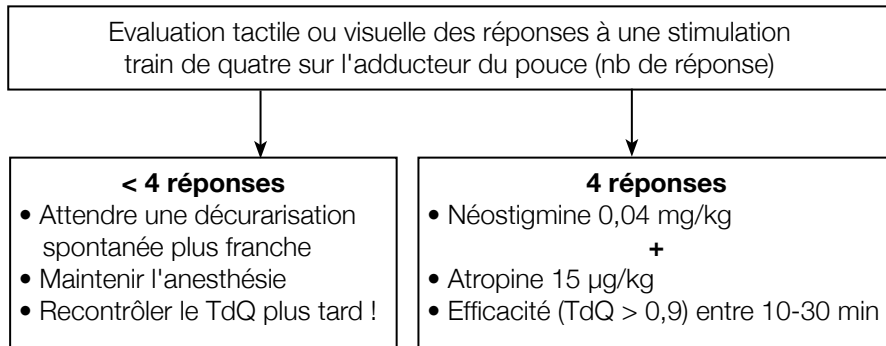 Evaluation tactile ou visuelle des réponses à une stimulation
train de quatre sur l'adducteur du pouce (nb de réponse)
< 4 réponses
• Attendre une décurarisation
spontanée plus franche
• Maintenir l'anesthésie
• Recontrôler le TdQ plus tard !
4 réponses
• Néostigmine 0,04 mg/kg
+
• Atropine 15 µg/kg
• Efficacité (TdQ > 0,9) entre 10-30 min